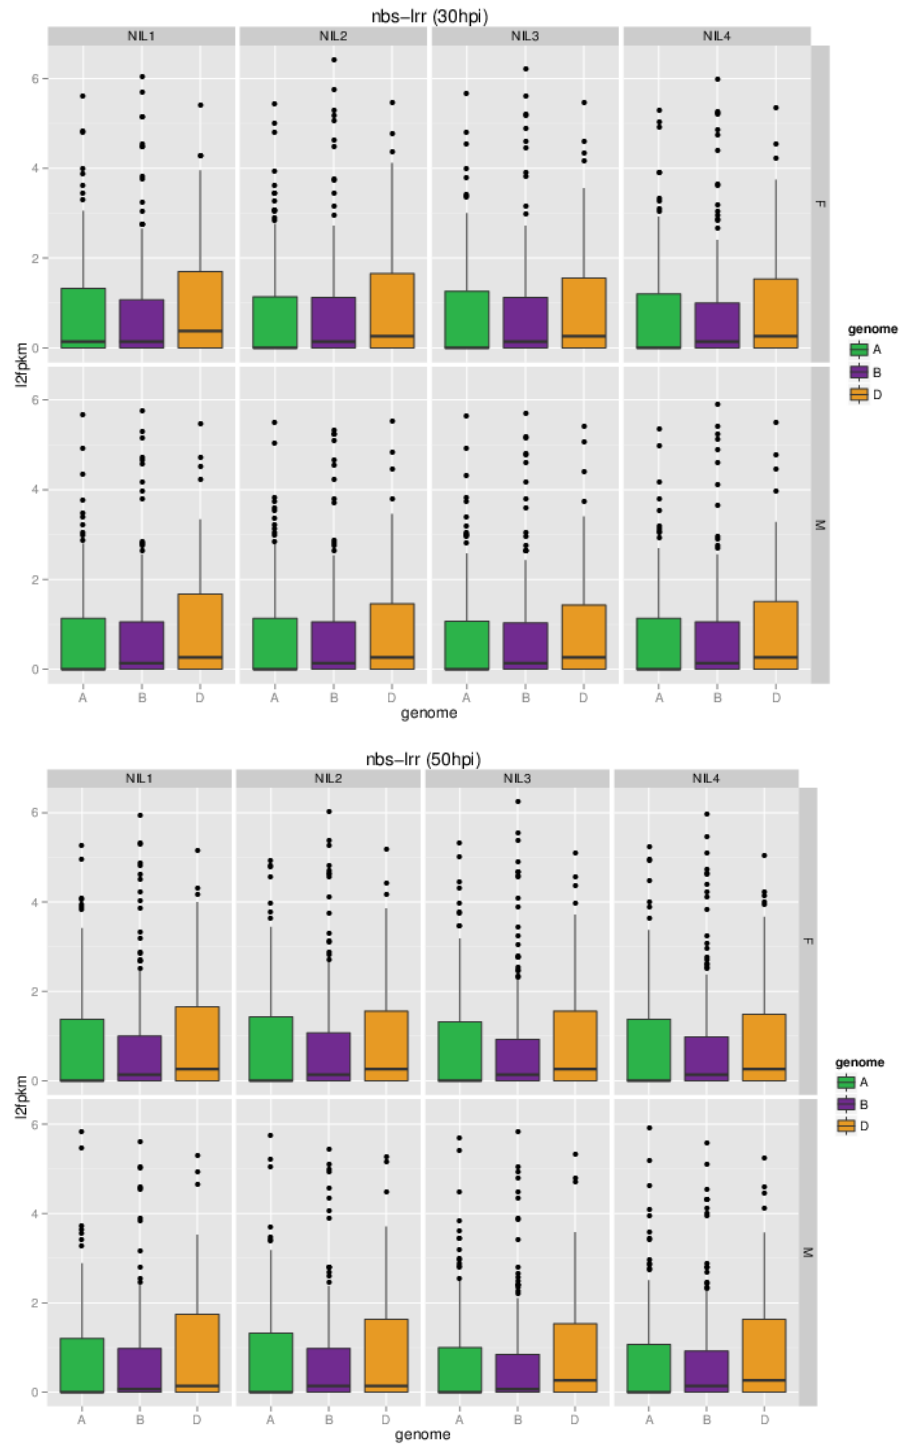 nbs-lrr (30hpi)
NIL1 NIL2 NIL3 NIL4
6
4
2
0
F
l2fpkm
genome
A
B
D
6
4
2
0
M
A B D A B D A B D A B D
genome
nbs-lrr (50hpi)
NIL1 NIL2 NIL3 NIL4
6
4
2
0
F
l2fpkm
genome
A
B
D
6
4
2
0
M
A B D A B D A B D A B D
genome